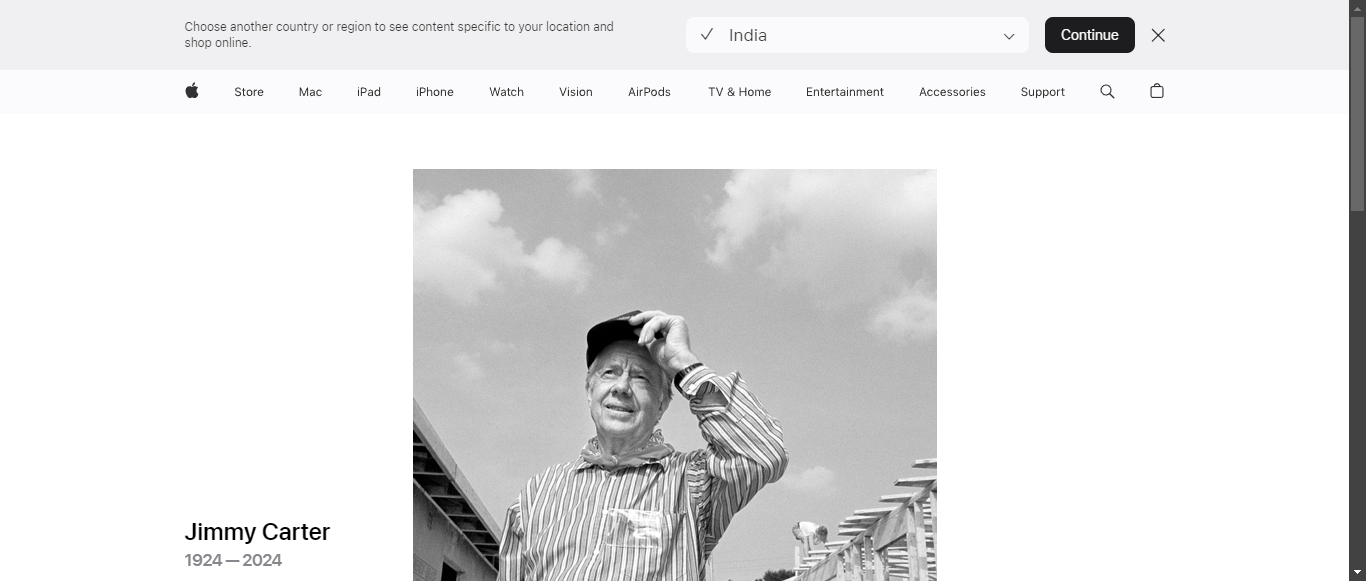 Choose another country or region to see content specific to your location and
shop online.
India
Continue
Store
Mac
iPad
iPhone
Watch
Vision
AirPods
TV & Home
Entertainment
Accessories
Support
Jimmy Carter
1924 — 2024